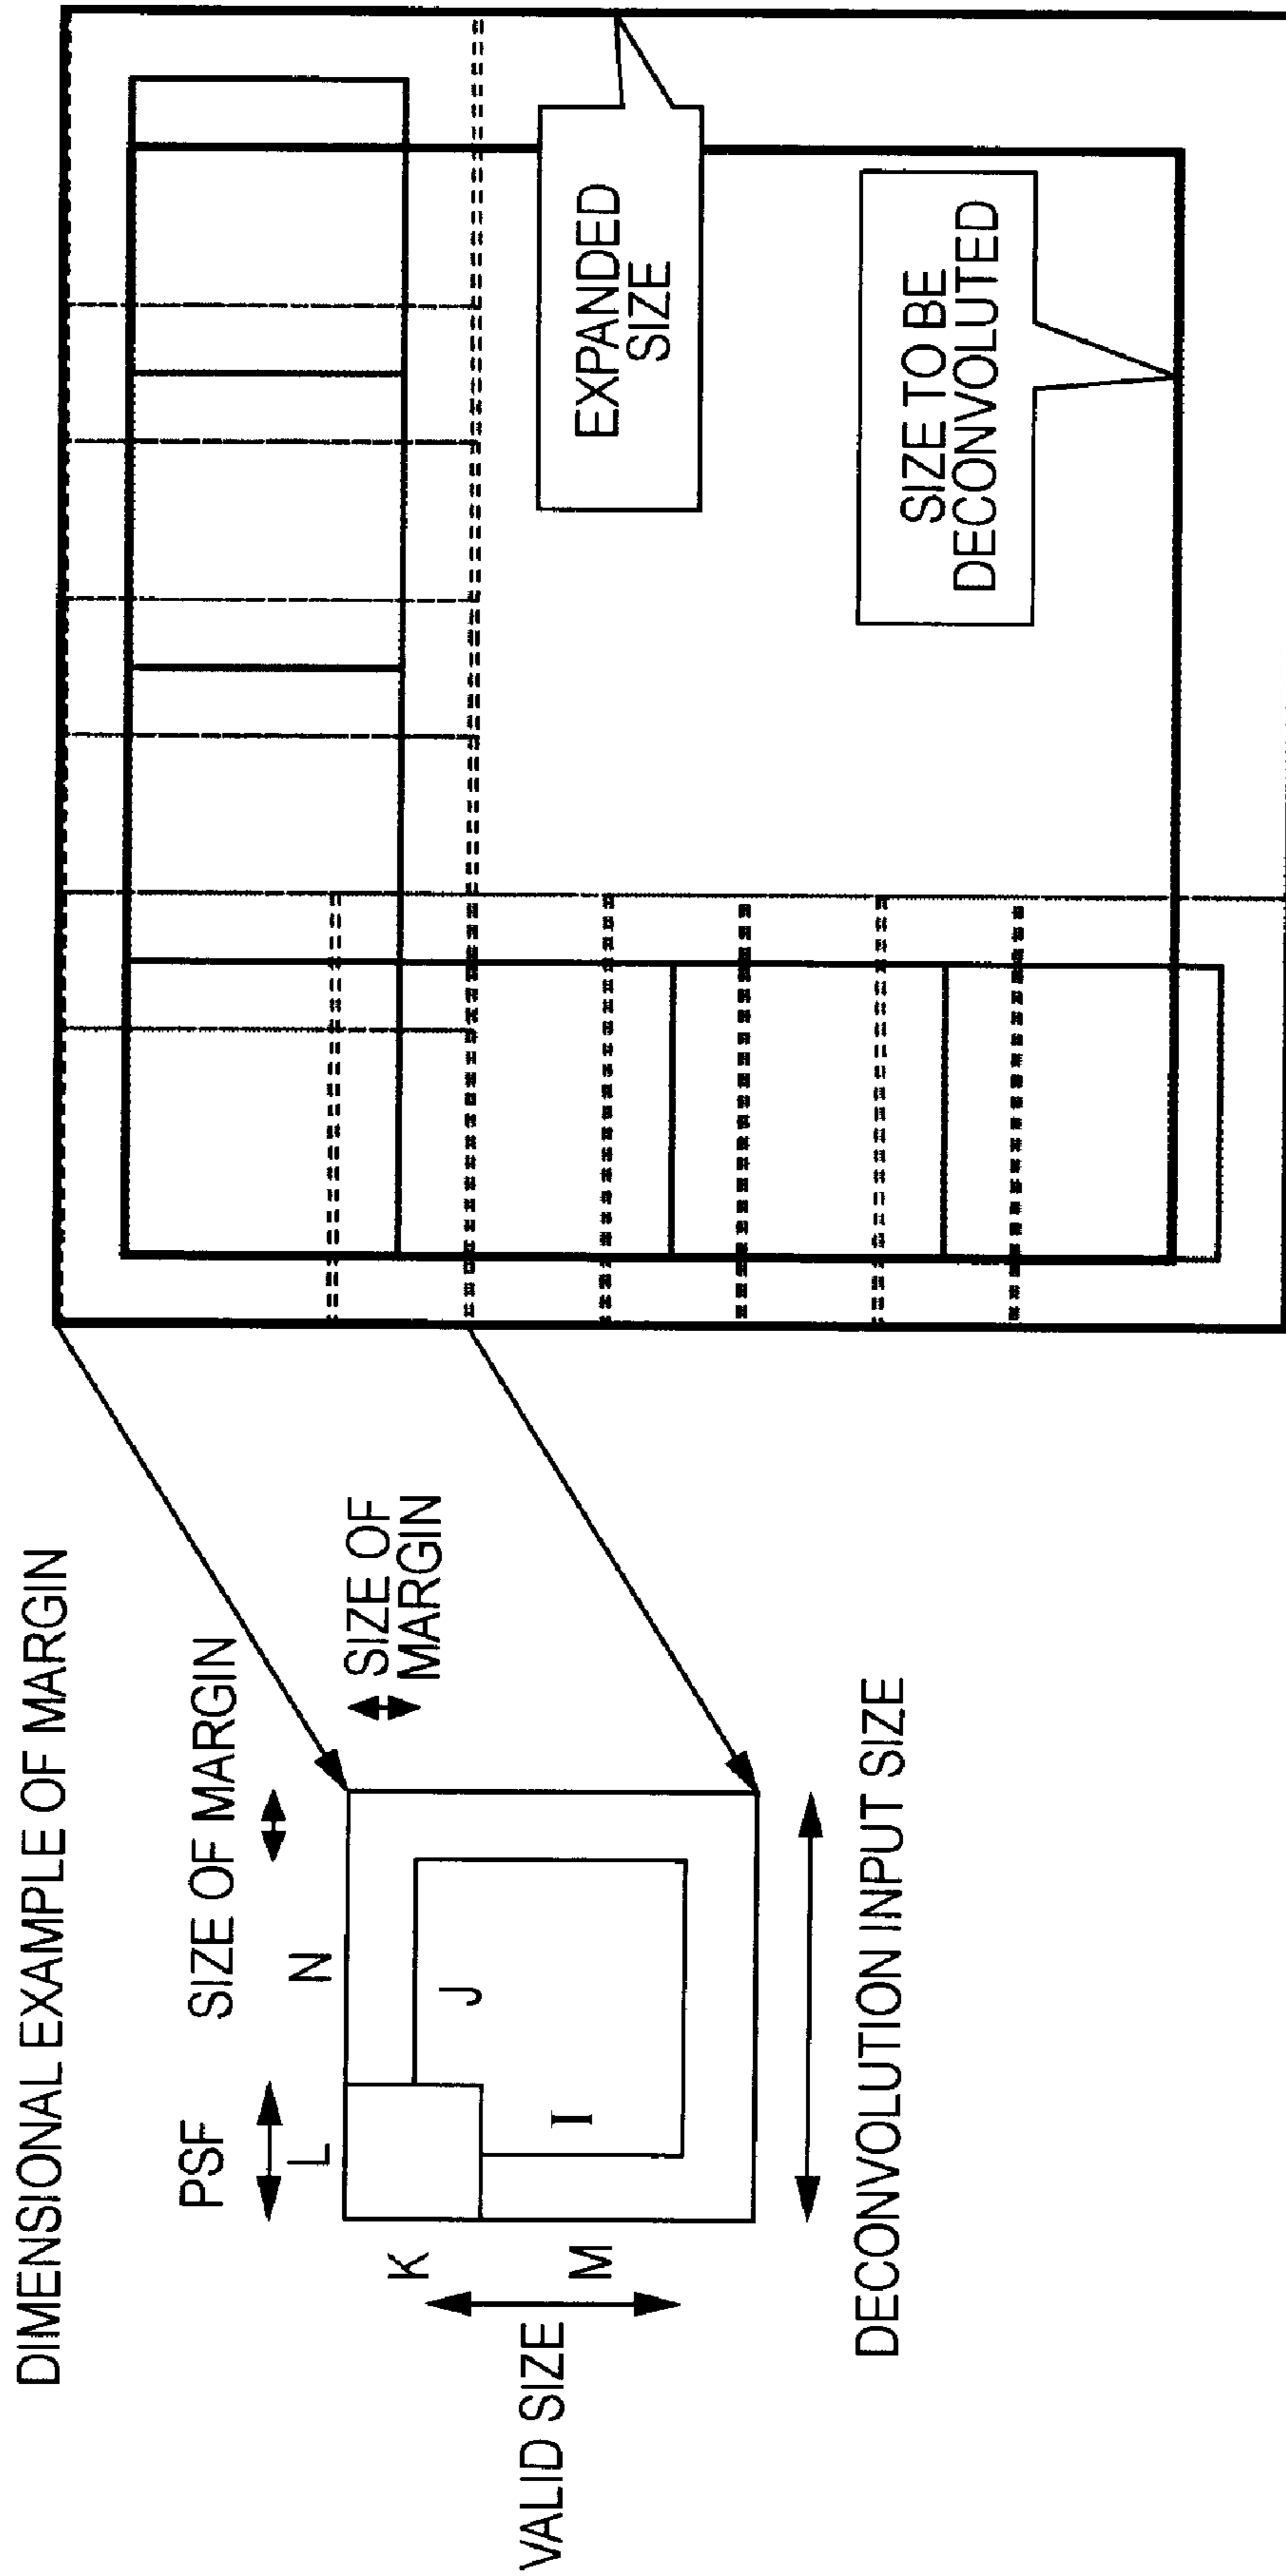 DIMENSIONAL EXAMPLE OF MARGIN
PSF
SIZE OF MARGIN
L
N
SIZE OF
MARGIN
K
J
M
I
VALID SIZE
DECONVOLUTION INPUT SIZE
EXPANDED
SIZE
SIZE TO BE
DECONVOLUTED